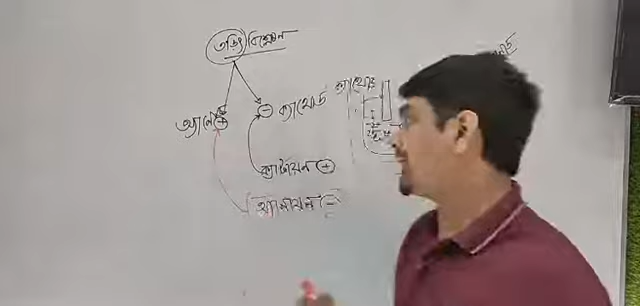 তড়িৎ বিশ্লেষণ
অ্যানোড + - ক্যাথোড
ক্যাথোড
ক্যাটায়ন +
অ্যানায়ন -